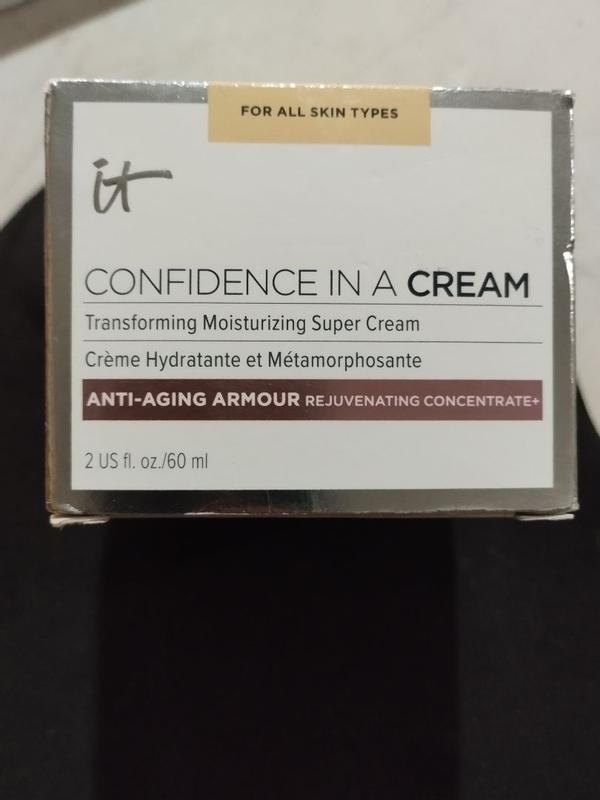 FOR ALL SKIN TYPES
it
CONFIDENCE IN A CREAM
Transforming Moisturizing Super Cream
Crème Hydratante et Métamorphosante
ANTI-AGING ARMOUR REJUVENATING CONCENTRATE+
2 US fl. oz./60 ml